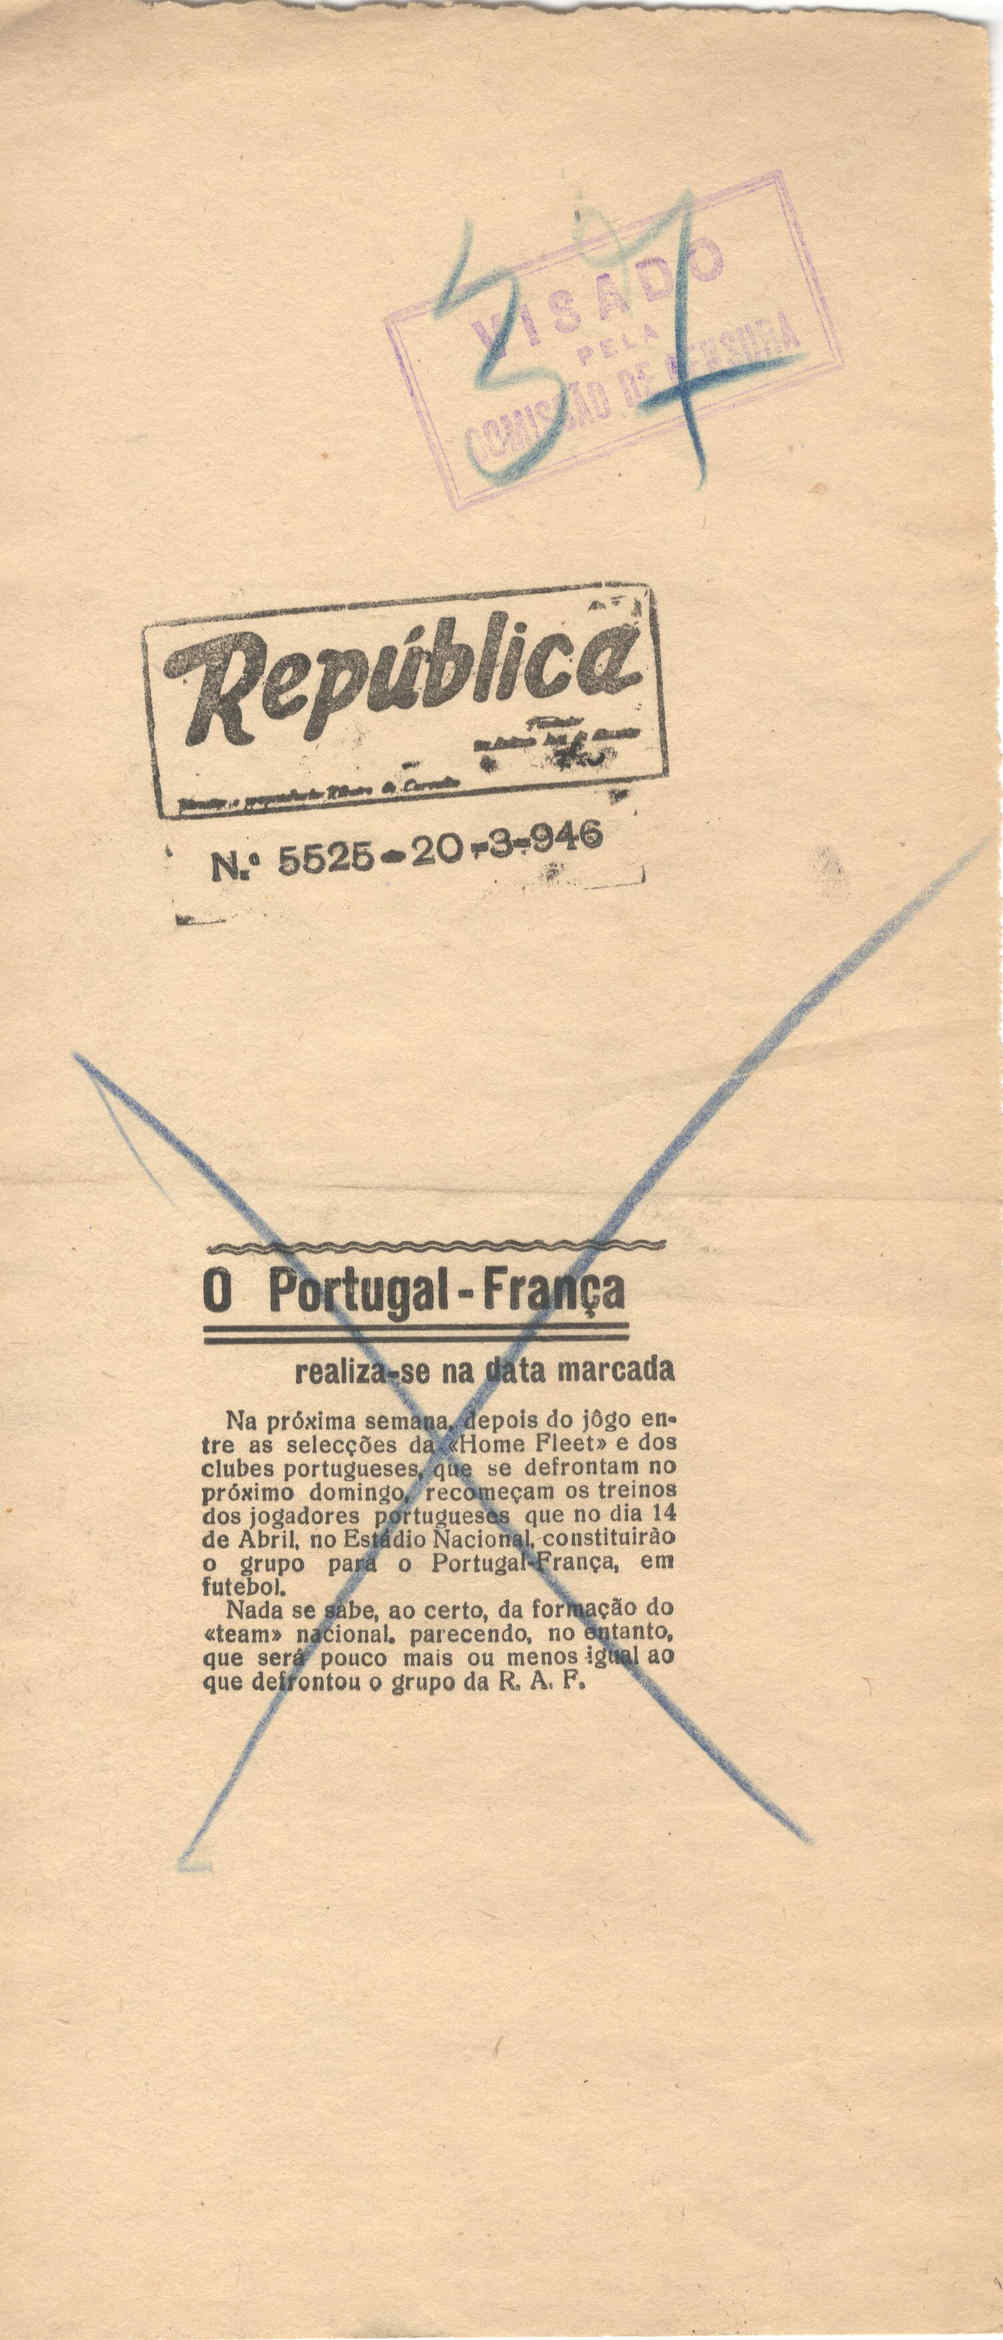 37
VISADO
PELA
COMISSÃO DE CENSURA
República
N.º 5525-20-3-946
O Portugal-França
realiza-se na data marcada
Na próxima semana, depois do jôgo en-
tre as selecções da «Home Fleet» e dos
clubes portugueses, que se defrontam no
próximo domingo, recomeçam os treinos
dos jogadores portugueses que no dia 14
de Abril, no Estádio Nacional, constituirão
o grupo para o Portugal-França, em
futebol.
Nada se sabe, ao certo, da formação do
«team» nacional. parecendo, no entanto,
que será pouco mais ou menos igual ao
que defrontou o grupo da R. A. F.